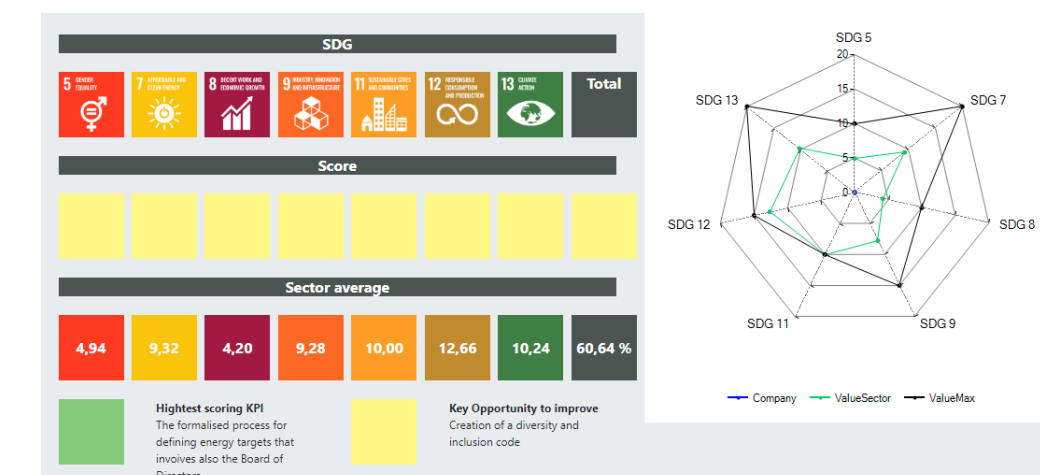 SDG
5 GENDER EQUALITY
7 AFFORDABLE AND CLEAN ENERGY
8 DECENT WORK AND ECONOMIC GROWTH
9 INDUSTRY, INNOVATION AND INFRASTRUCTURE
11 SUSTAINABLE CITIES AND COMMUNITIES
12 RESPONSIBLE CONSUMPTION AND PRODUCTION
13 CLIMATE ACTION
Total
Score
Sector average
4,94
9,32
4,20
9,28
10,00
12,66
10,24
60,64 %
Hightest scoring KPI
The formalised process for
defining energy targets that
invoives also the Board of
Directors
Key Opportunity to improve
Creation of a diversity and
inclusion code
SDG 5
20
SDG 13
15
SDG 7
10
5
0
SDG 12
SDG 8
SDG 11
SDG 9
Company
ValueSector
ValueMax